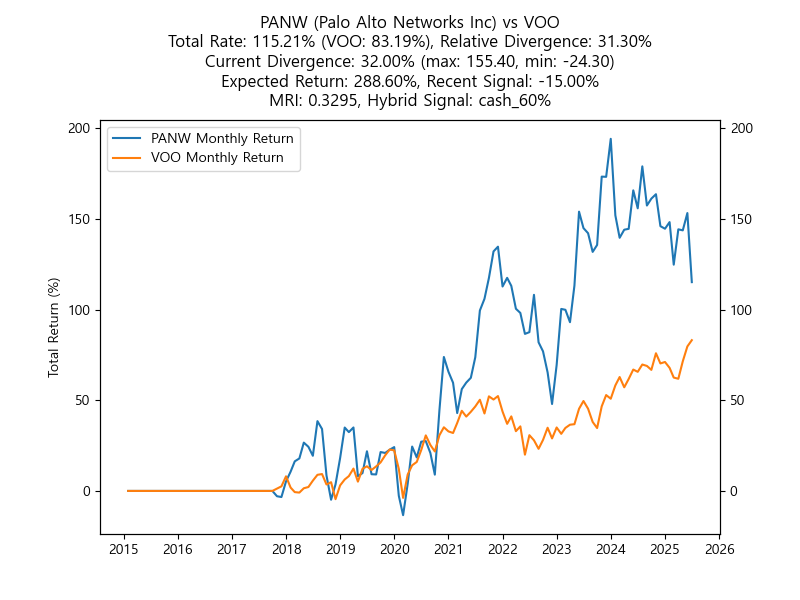 PANW (Palo Alto Networks Inc) vs VOO
Total Rate: 115.21% (VOO: 83.19%), Relative Divergence: 31.30%
Current Divergence: 32.00% (max: 155.40, min: -24.30)
Expected Return: 288.60%, Recent Signal: -15.00%
MRI: 0.3295, Hybrid Signal: cash_60%
PANW Monthly Return
VOO Monthly Return
Total Return (%)
200
150
100
50
0
200
150
100
50
0
2015 2016 2017 2018 2019 2020 2021 2022 2023 2024 2025 2026